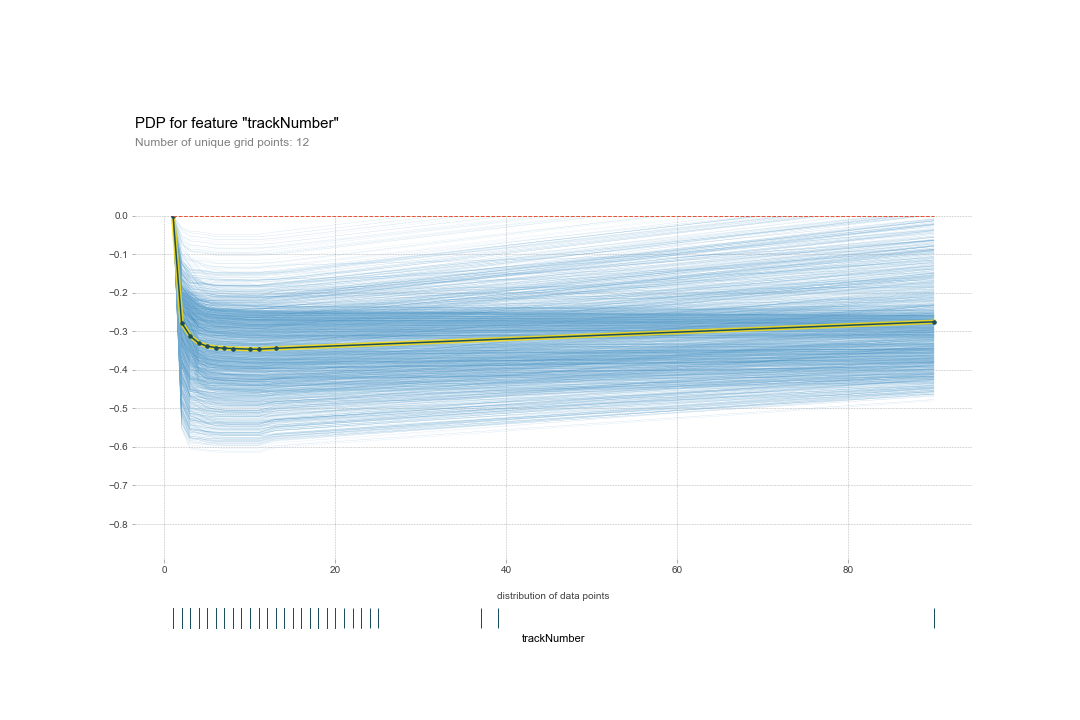 PDP for feature "trackNumber"
Number of unique grid points: 12
0.0
−0.1
−0.2
−0.3
−0.4
−0.5
−0.6
−0.7
−0.8
0 20 40 60 80
distribution of data points
trackNumber